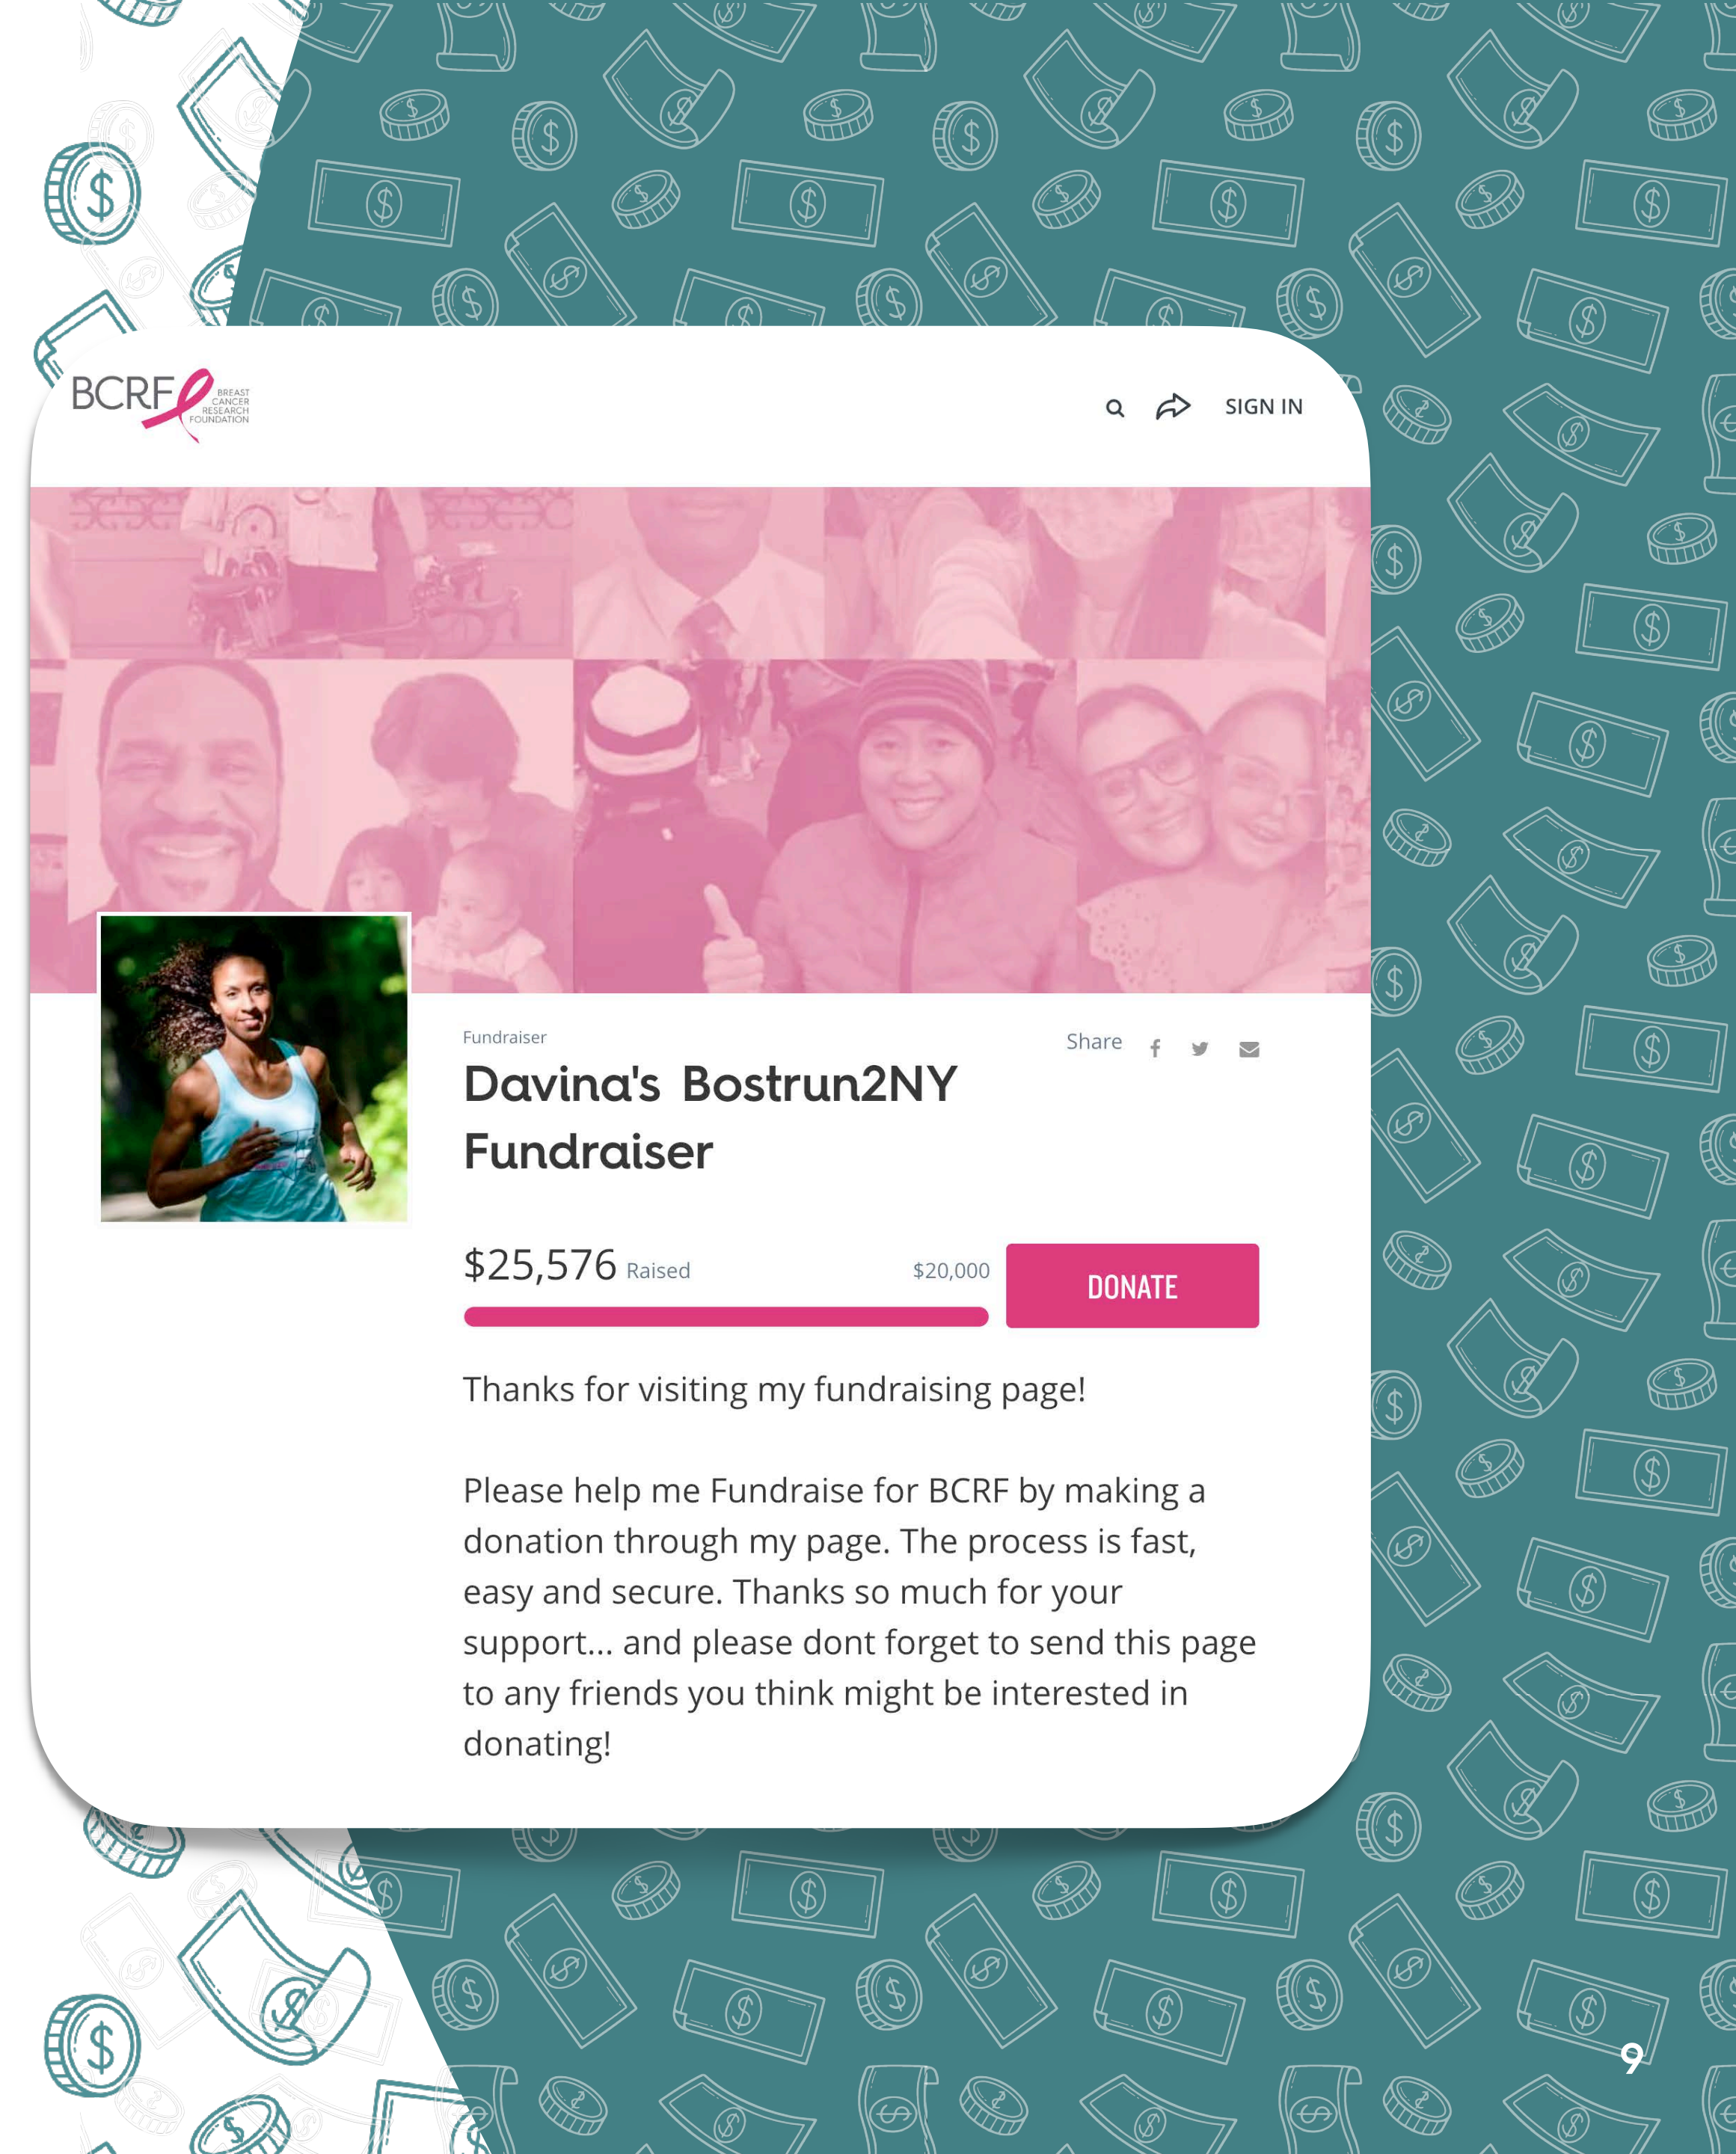 BCRF
BREAST
CANCER
RESEARCH
FOUNDATION
SIGN IN
Fundraiser
Share
Davina's Bostrun2NY
Fundraiser
$25,576 Raised
$20,000
DONATE
Thanks for visiting my fundraising page!
Please help me Fundraise for BCRF by making a
donation through my page. The process is fast,
easy and secure. Thanks so much for your
support... and please dont forget to send this page
to any friends you think might be interested in
donating!
9